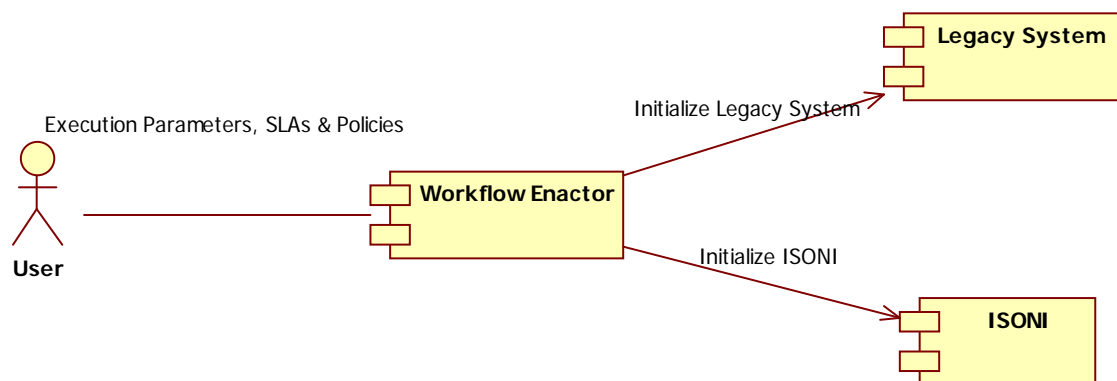 Legacy System
Initialize Legacy System
Execution Parameters, SLAs & Policies
Workflow Enactor
User
Initialize ISONI
ISONI